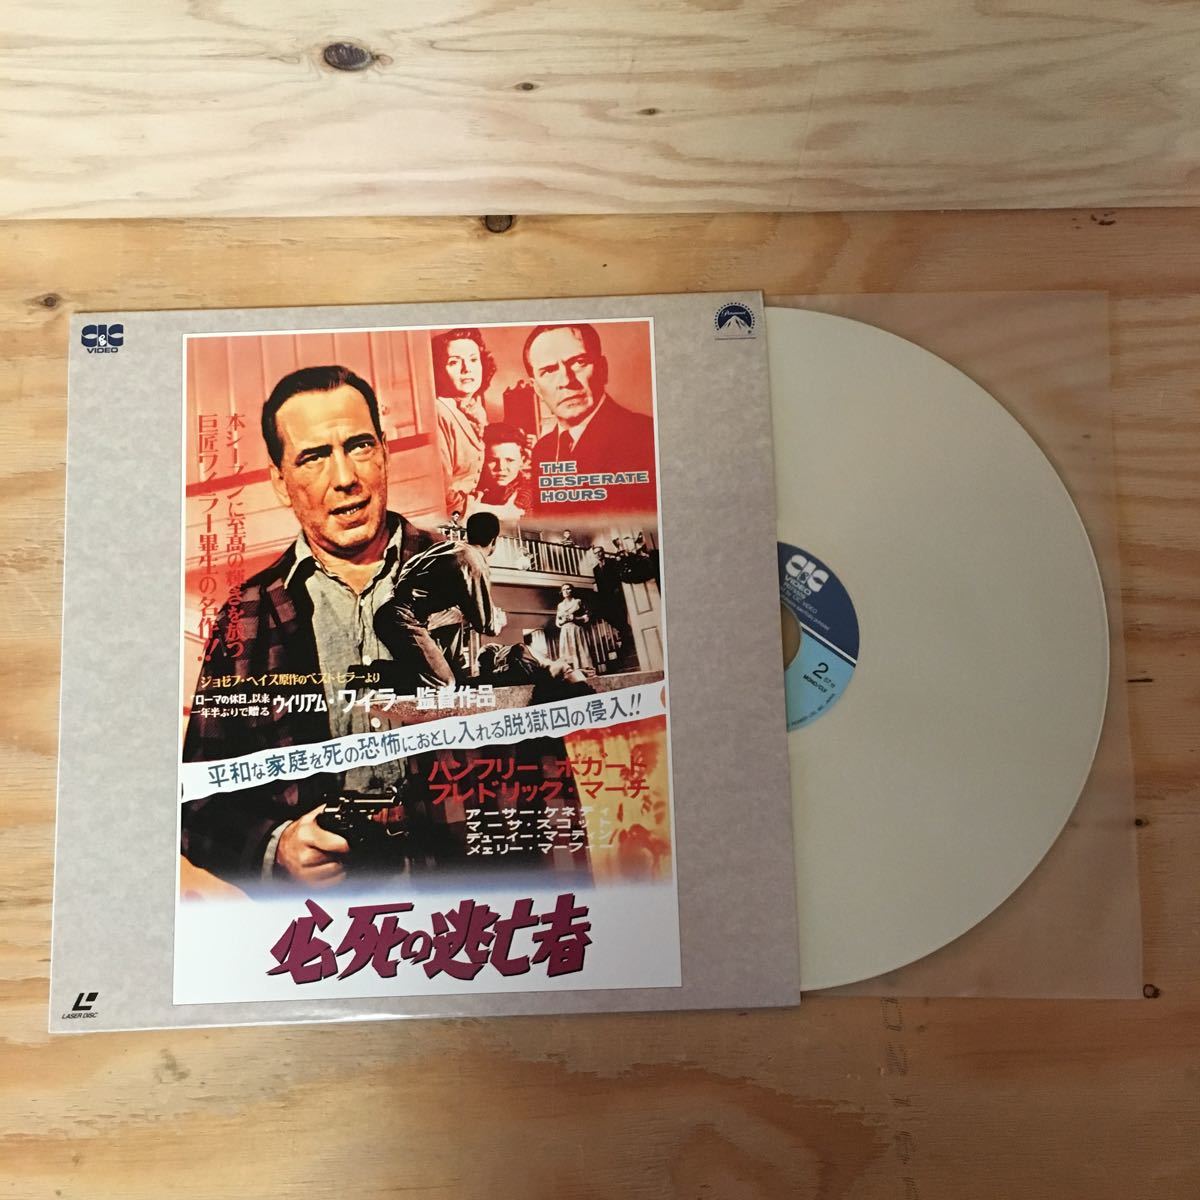 CIC
VIDEO
Paramount
本シーズンに至高の輝きを放つ
巨匠ワイラー畢生の名作!!
THE
DESPERATE
HOURS
ジョゼフ・ヘイズ原作のベストセラーより
"ローマの休日"以来
一年半ぶりで贈る
ウイリアム・ワイラー監督作品
平和な家庭を死の恐怖におとし入れる脱獄囚の侵入!!
ハンフリー ボガート
フレドリック・マーチ
アーサー・ケネディ
マーサ・スコット
デューイー・マーティン
メェリー・マーフィー
必死の逃亡者
LASER DISC
CIC
VIDEO
VIDEO
2
MONO/CLV